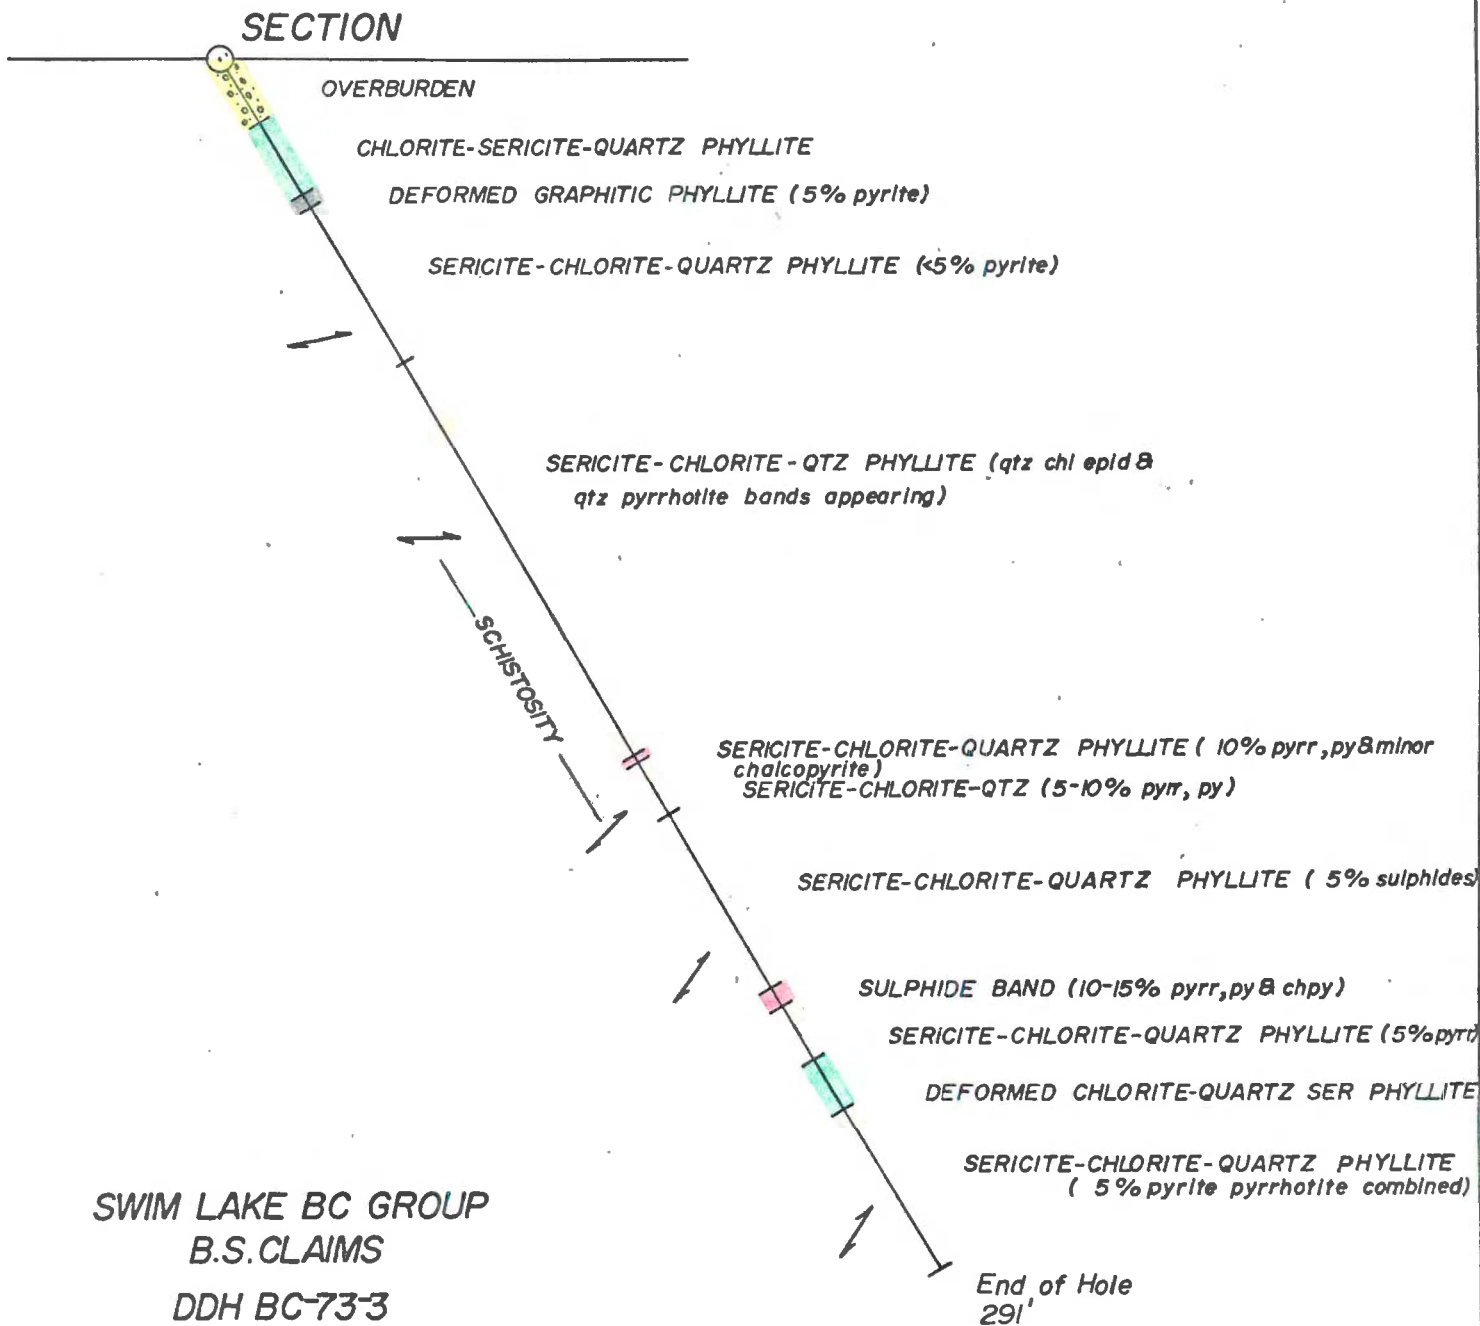 SECTION
OVERBURDEN
CHLORITE-SERICITE-QUARTZ PHYLLITE
DEFORMED GRAPHITIC PHYLLITE (5% pyrite)
SERICITE-CHLORITE-QUARTZ PHYLLITE (<5% pyrite)
SERICITE-CHLORITE-QTZ PHYLLITE (qtz chl epid &
qtz pyrrhotite bands appearing)
SCHISTOSITY
SERICITE-CHLORITE-QUARTZ PHYLLITE ( 10% pyrr, py & minor
chalcopyrite)
SERICITE-CHLORITE-QTZ (5-10% pyrr, py)
SERICITE-CHLORITE-QUARTZ PHYLLITE ( 5% sulphides)
SULPHIDE BAND (10-15% pyrr, py & chpy)
SERICITE-CHLORITE-QUARTZ PHYLLITE (5% pyrr)
DEFORMED CHLORITE-QUARTZ SER PHYLLITE
SERICITE-CHLORITE-QUARTZ PHYLLITE
( 5% pyrite pyrrhotite combined)
SWIM LAKE BC GROUP
B.S. CLAIMS
DDH BC-73-3
End of Hole
291'